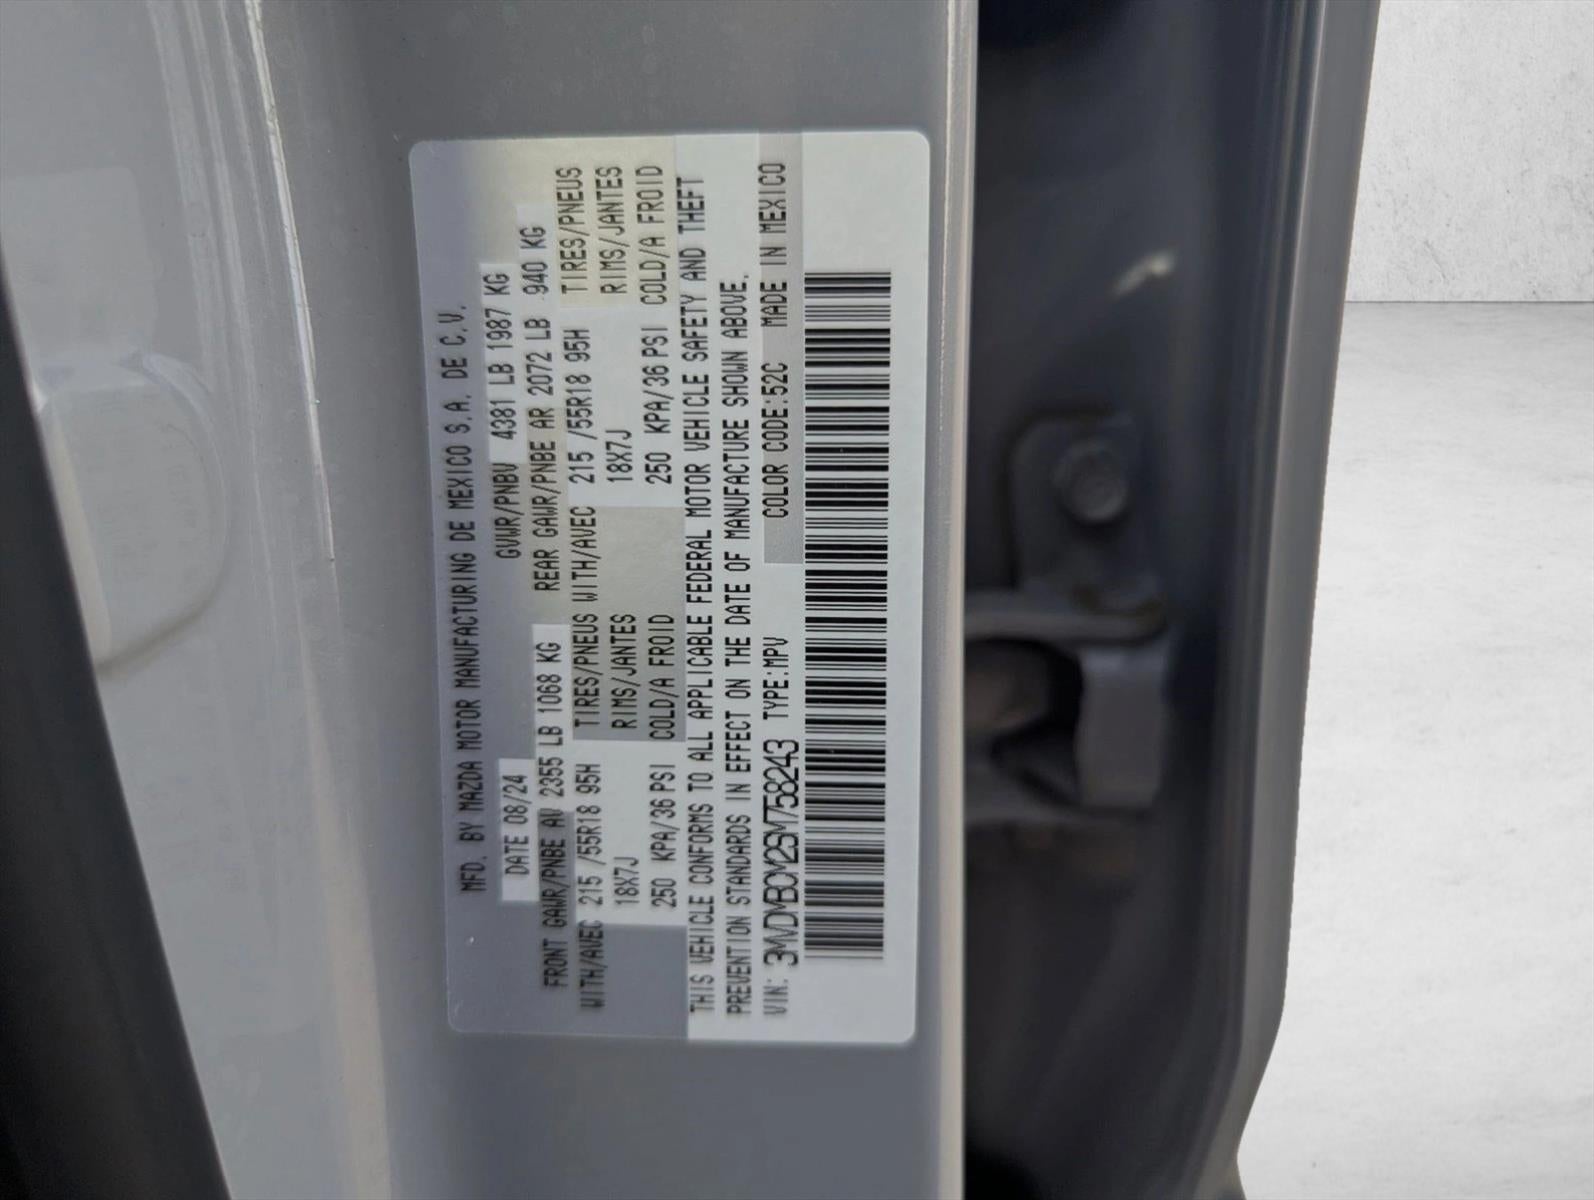 MFD. BY MAZDA MOTOR MANUFACTURING DE MEXICO S.A. DE C.V.
DATE 08/24 GVWR/PNBV 4381 LB 1987 KG
FRONT GAWR/PNBE AV 2355 LB 1068 KG REAR GAWR/PNBE AR 2072 LB 940 KG
WITH/AVEC 215 /55R18 95H TIRES/PNEUS WITH/AVEC 215 /55R18 95H TIRES/PNEUS
18X7J RIMS/JANTES 18X7J RIMS/JANTES
250 KPA/36 PSI COLD/A FROID 250 KPA/36 PSI COLD/A FROID
THIS VEHICLE CONFORMS TO ALL APPLICABLE FEDERAL MOTOR VEHICLE SAFETY AND THEFT
PREVENTION STANDARDS IN EFFECT ON THE DATE OF MANUFACTURE SHOWN ABOVE.
VIN: 3MVDMBCM2SM758243 TYPE:MPV COLOR CODE:52C MADE IN MEXICO